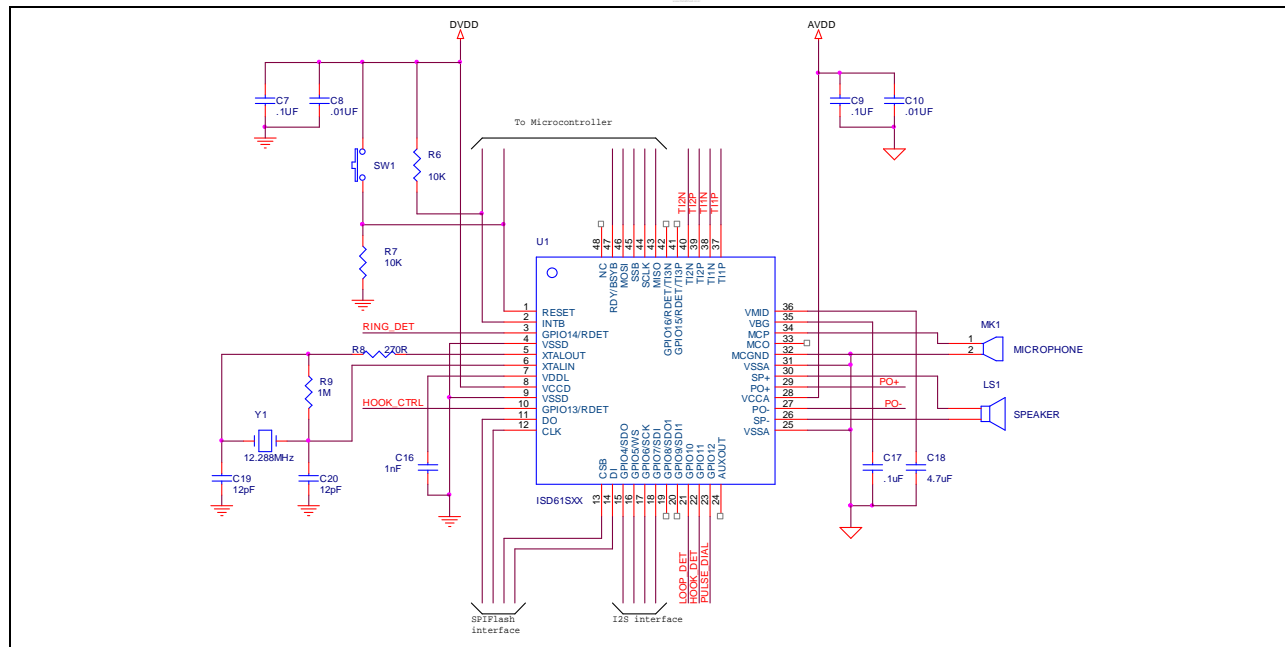 DVDD
AVDD
C7
.1UF
C8
.01UF
C9
.1UF
C10
.01UF
To Microcontroller
SW1
R6
10K
TI2N
TI2P
TI1N
TI1P
R7
10K
U1
48
47
46
45
44
43
42
41
40
39
38
37
NC
RDY/BSYB
MOSI
SSB
SCLK
MISO
GPIO16/RDET/TI3N
GPIO15/RDET/TI3P
TI2N
TI2P
TI1N
TI1P
1 RESET
2 INTB
3 GPIO14/RDET
4 VSSD
5 XTALOUT
6 XTALIN
7 VDDL
8 VCCD
9 VSSD
10 GPIO13/RDET
11 DO
12 CLK
VMID 36
VBG 35
MCP 34
MCO 33
MCGND 32
VSSA 31
SP+ 30
PO+ 29
VCCA 28
PO- 27
SP- 26
VSSA 25
RING_DET
R8 270R
R9
1M
HOOK_CTRL
Y1
12.288MHz
C19
12pF
C20
12pF
C16
1nF
MK1
1
2
MICROPHONE
LS1
SPEAKER
PO+
PO-
C17
.1uF
C18
4.7uF
CSB
DI
GPIO4/SDO
GPIO5/WS
GPIO6/SCK
GPIO7/SDI
GPIO8/SDO1
GPIO9/SDI1
GPIO10
GPIO11
GPIO12
AUXOUT
ISD61SXX
13
14
15
16
17
18
19
20
21
22
23
24
LOOP_DET
HOOK_DET
PULSE_DIAL
SPIFlash
interface
I2S interface